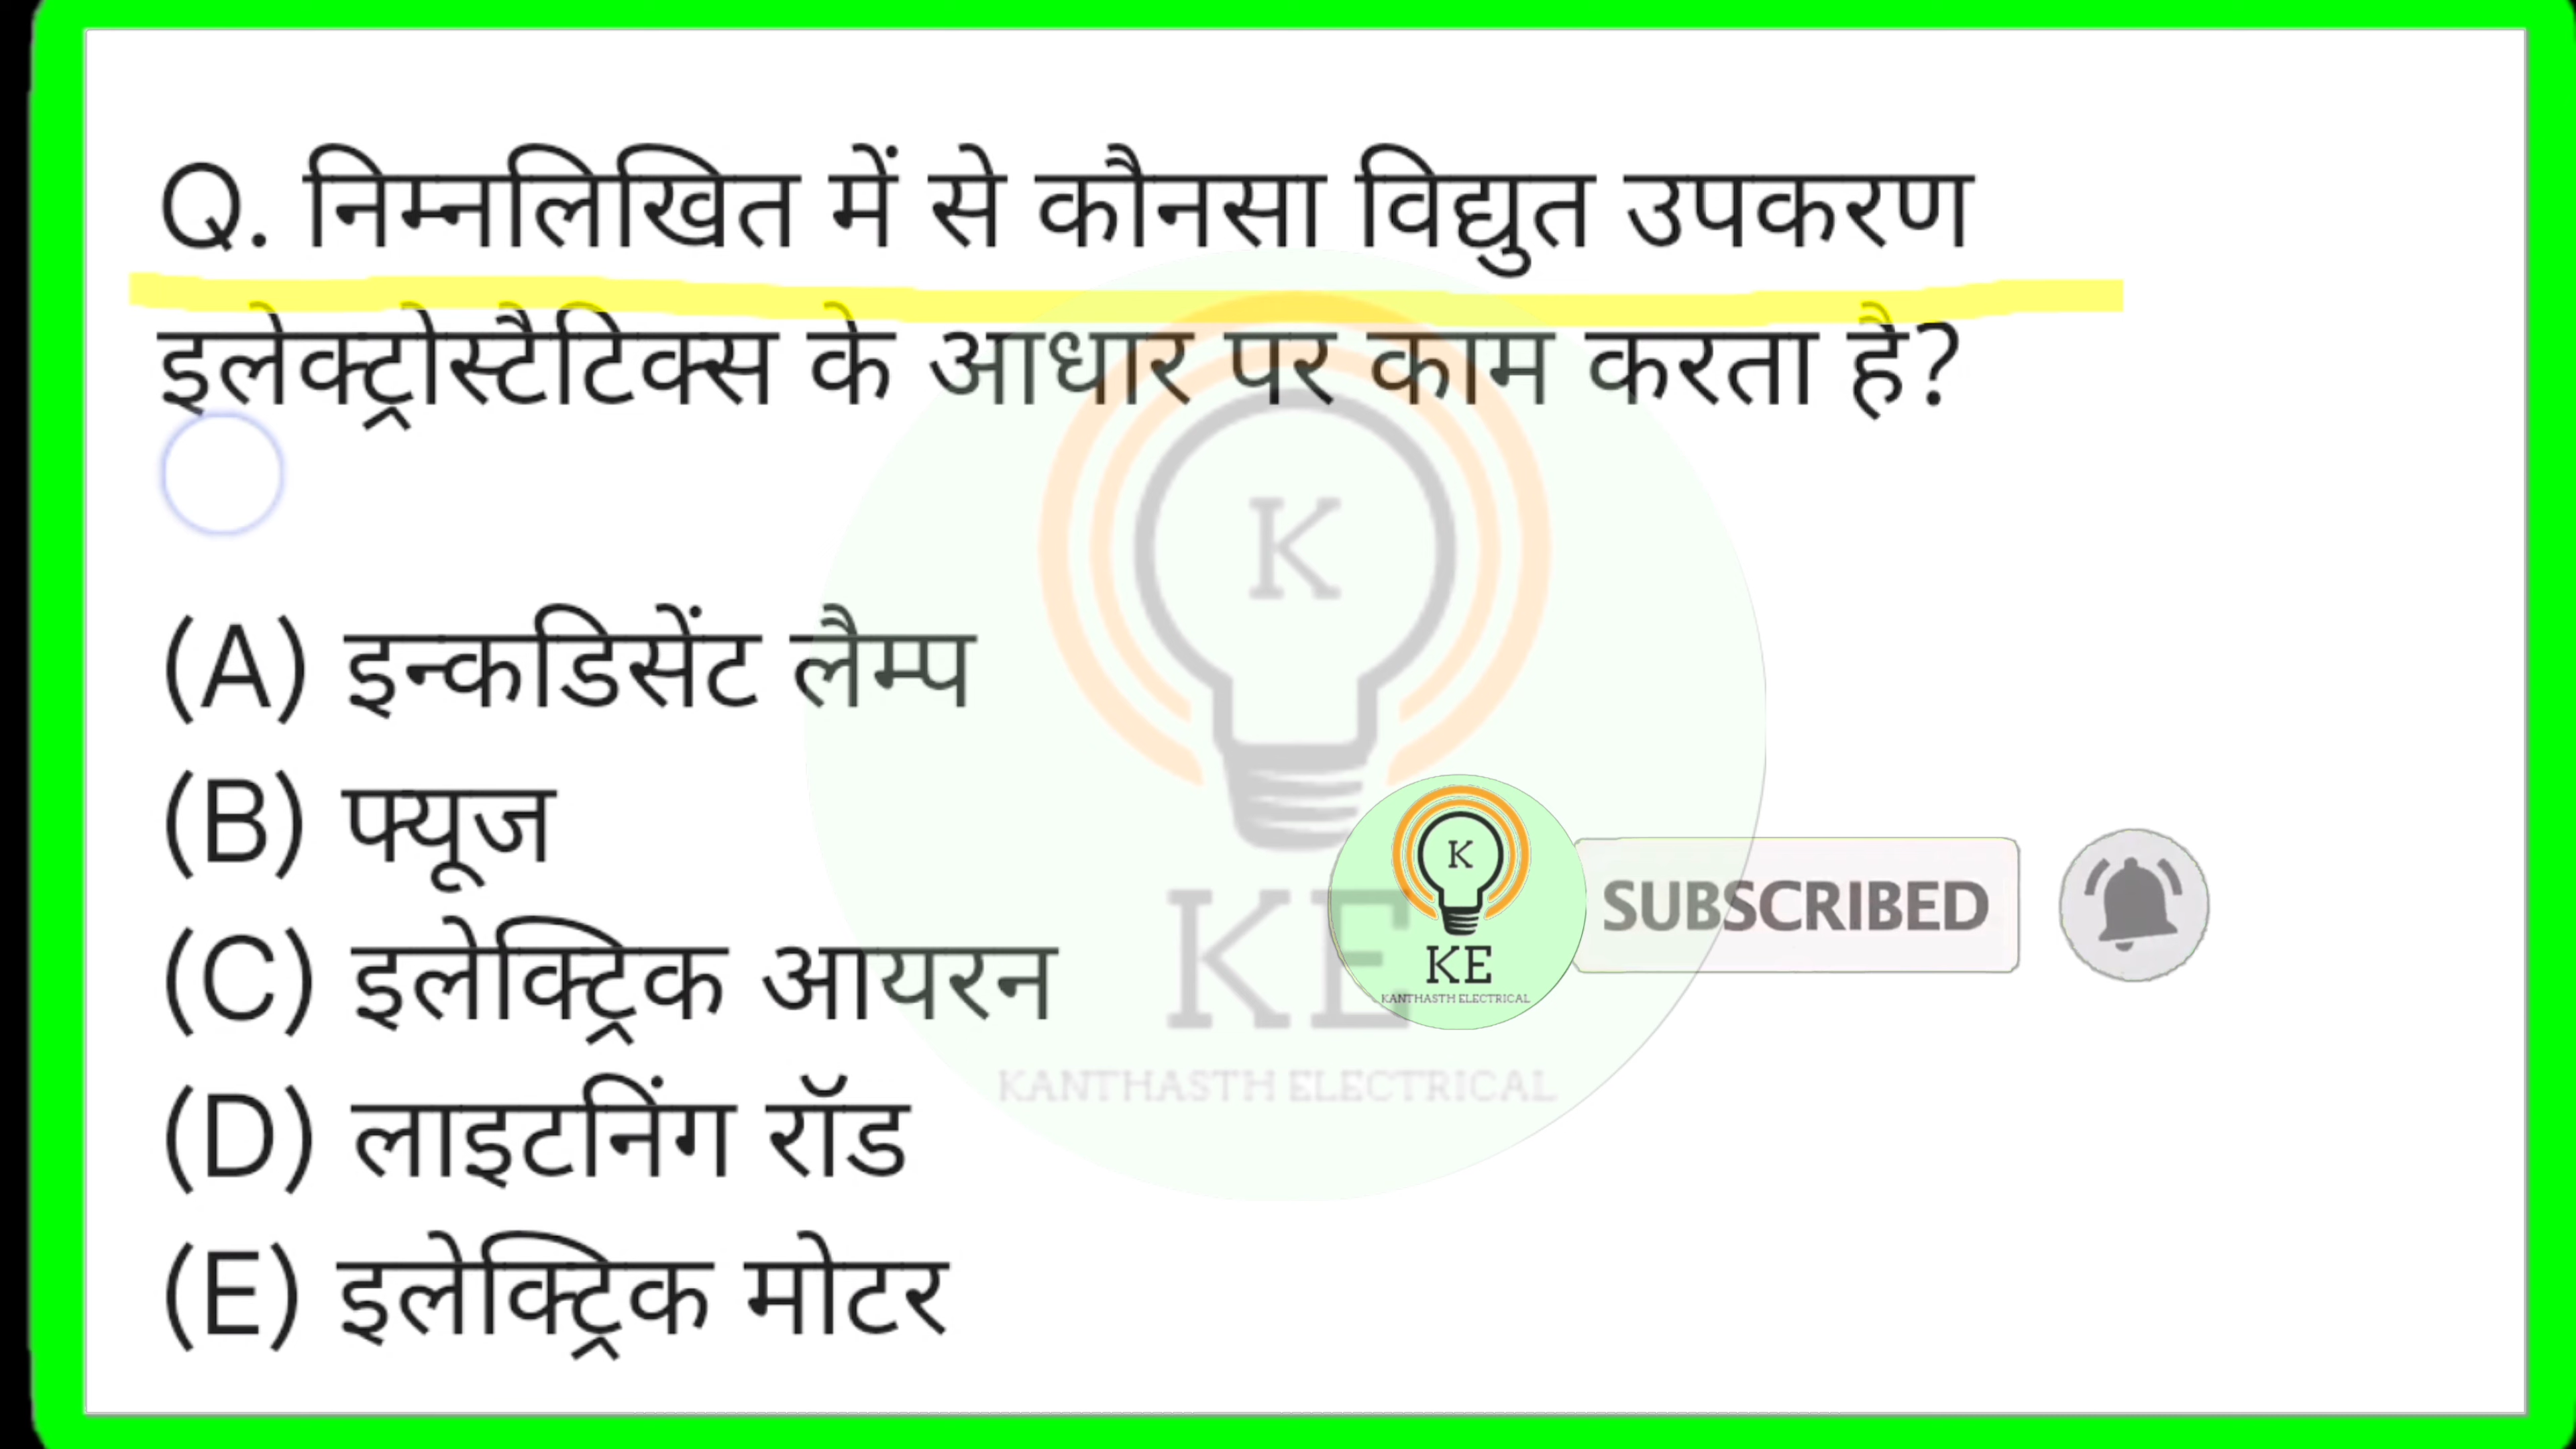 Q. निम्नलिखित में से कौनसा विद्युत उपकरण
इलेक्ट्रोस्टैटिक्स के आधार पर काम करता है?
(A) इन्कडिसेंट लैम्प
(B) फ्यूज
(C) इलेक्ट्रिक आयरन
(D) लाइटनिंग रॉड
(E) इलेक्ट्रिक मोटर
K
KE
KANTHASTH ELECTRICAL
K
KE
KANTHASTH ELECTRICAL
SUBSCRIBED